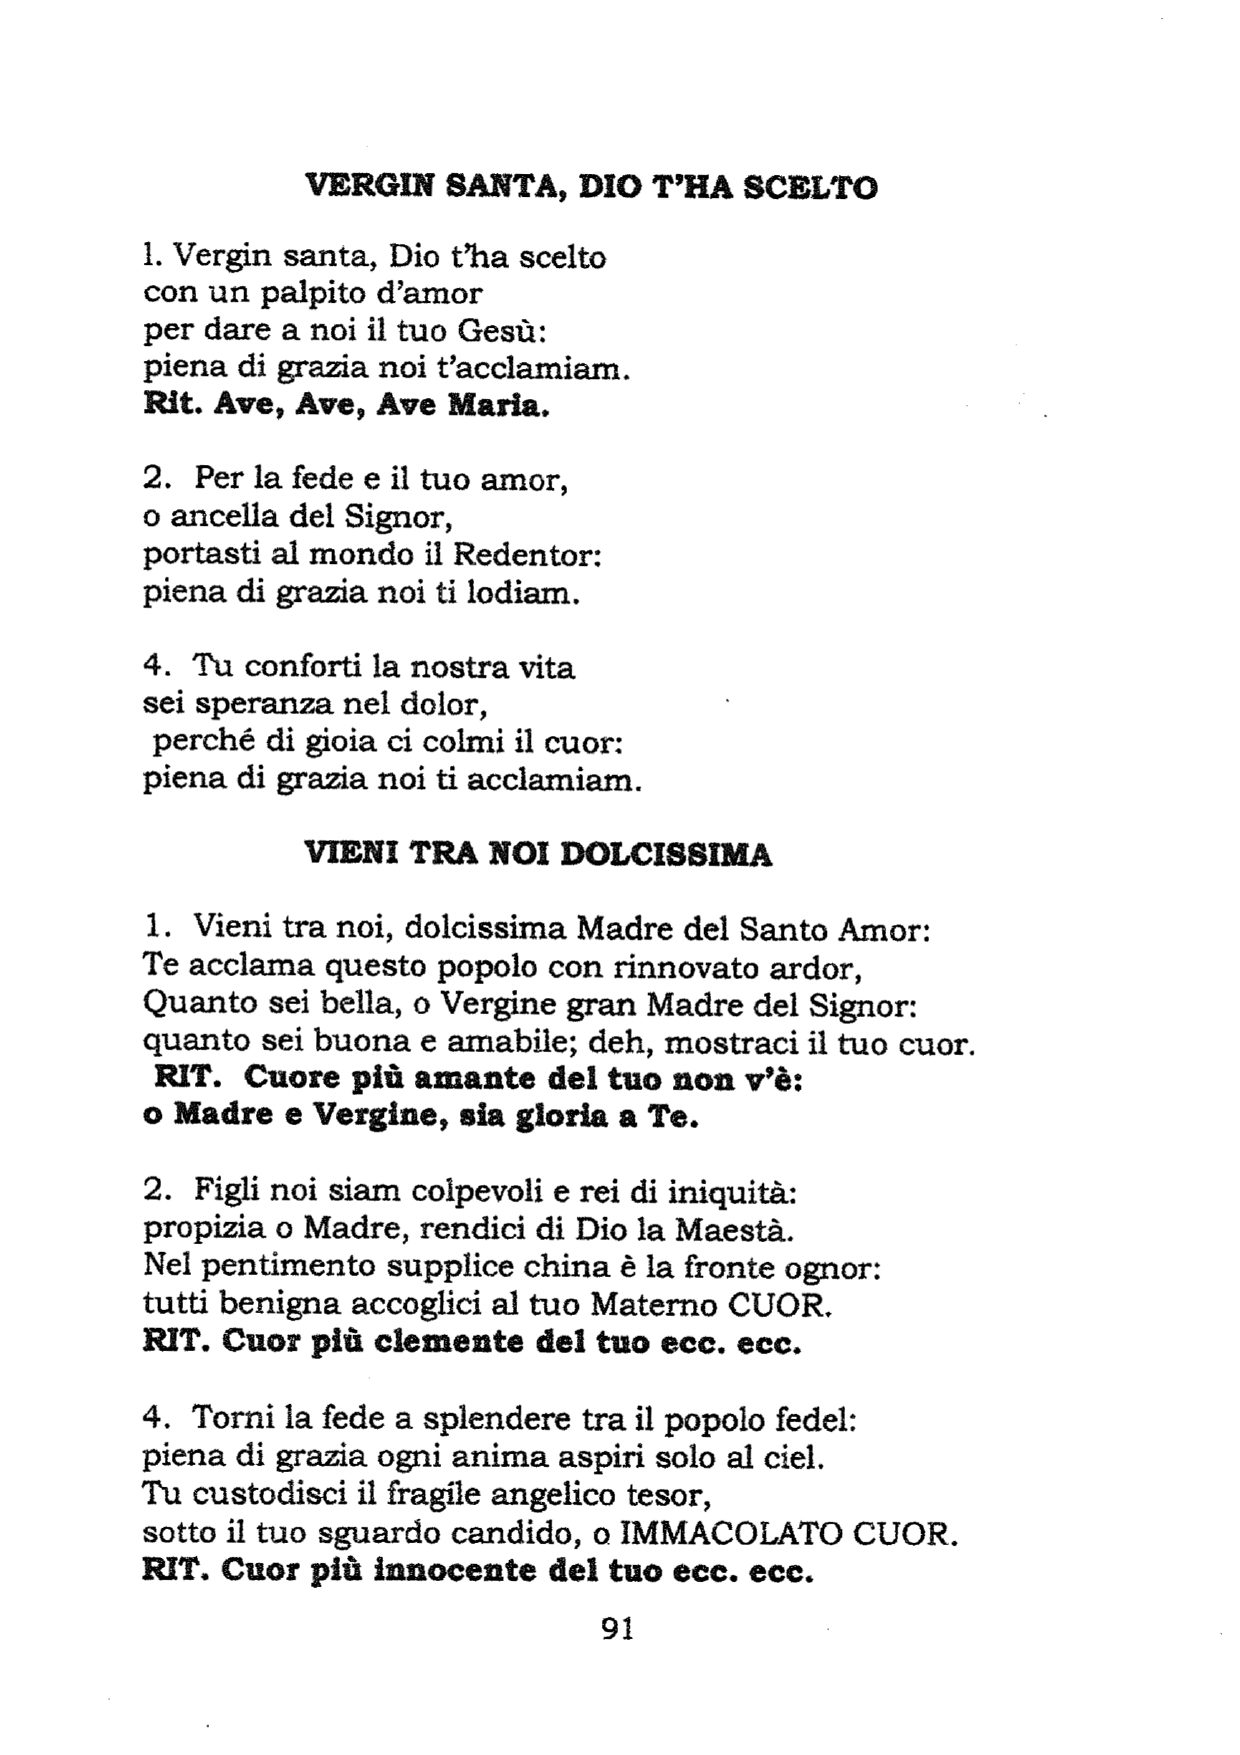 VERGIN SANTA, DIO T'HA SCELTO
1. Vergin santa, Dio t'ha scelto
con un palpito d'amor
per dare a noi il tuo Gesù:
piena di grazia noi t'acclamiam.
Rit. Ave, Ave, Ave Maria.
2. Per la fede e il tuo amor,
o ancella del Signor,
portasti al mondo il Redentor:
piena di grazia noi ti lodiam.
4. Tu conforti la nostra vita
sei speranza nel dolor,
perché di gioia ci colmi il cuor:
piena di grazia noi ti acclamiam.
VIENI TRA NOI DOLCISSIMA
1. Vieni tra noi, dolcissima Madre del Santo Amor:
Te acclama questo popolo con rinnovato ardor,
Quanto sei bella, o Vergine gran Madre del Signor:
quanto sei buona e amabile; deh, mostraci il tuo cuor.
RIT. Cuore più amante del tuo non v'è:
o Madre e Vergine, sia gloria a Te.
2. Figli noi siam colpevoli e rei di iniquità:
propizia o Madre, rendici di Dio la Maestà.
Nel pentimento supplice china è la fronte ognor:
tutti benigna accoglici al tuo Materno CUOR.
RIT. Cuor più clemente del tuo ecc. ecc.
4. Torni la fede a splendere tra il popolo fedel:
piena di grazia ogni anima aspiri solo al ciel.
Tu custodisci il fragile angelico tesor,
sotto il tuo sguardo candido, o IMMACOLATO CUOR.
RIT. Cuor più innocente del tuo ecc. ecc.
91